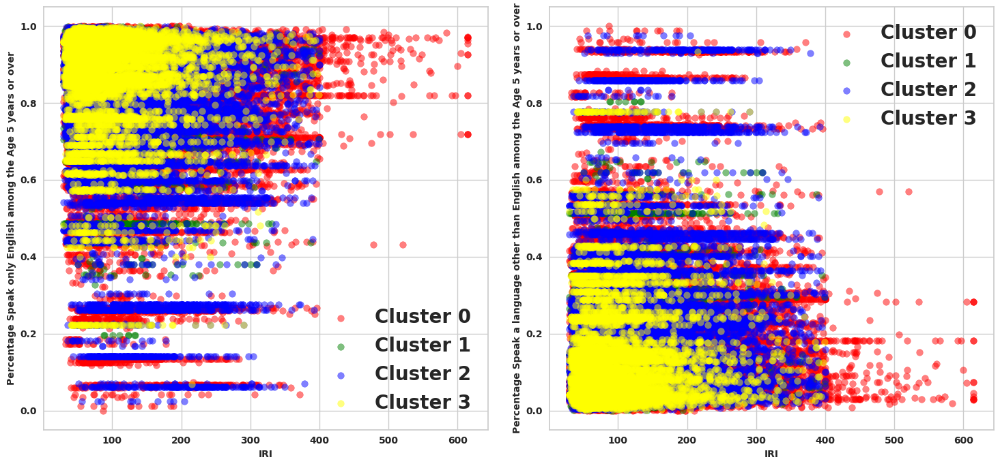 Percentage Speak only English among the Age 5 years or over
1.0
0.8
0.6
0.4
0.2
0.0
100 200 300 400 500 600
IRI
Cluster 0
Cluster 1
Cluster 2
Cluster 3
Percentage Speak a language other than English among the Age 5 years or over
1.0
0.8
0.6
0.4
0.2
0.0
100 200 300 400 500 600
IRI
Cluster 0
Cluster 1
Cluster 2
Cluster 3